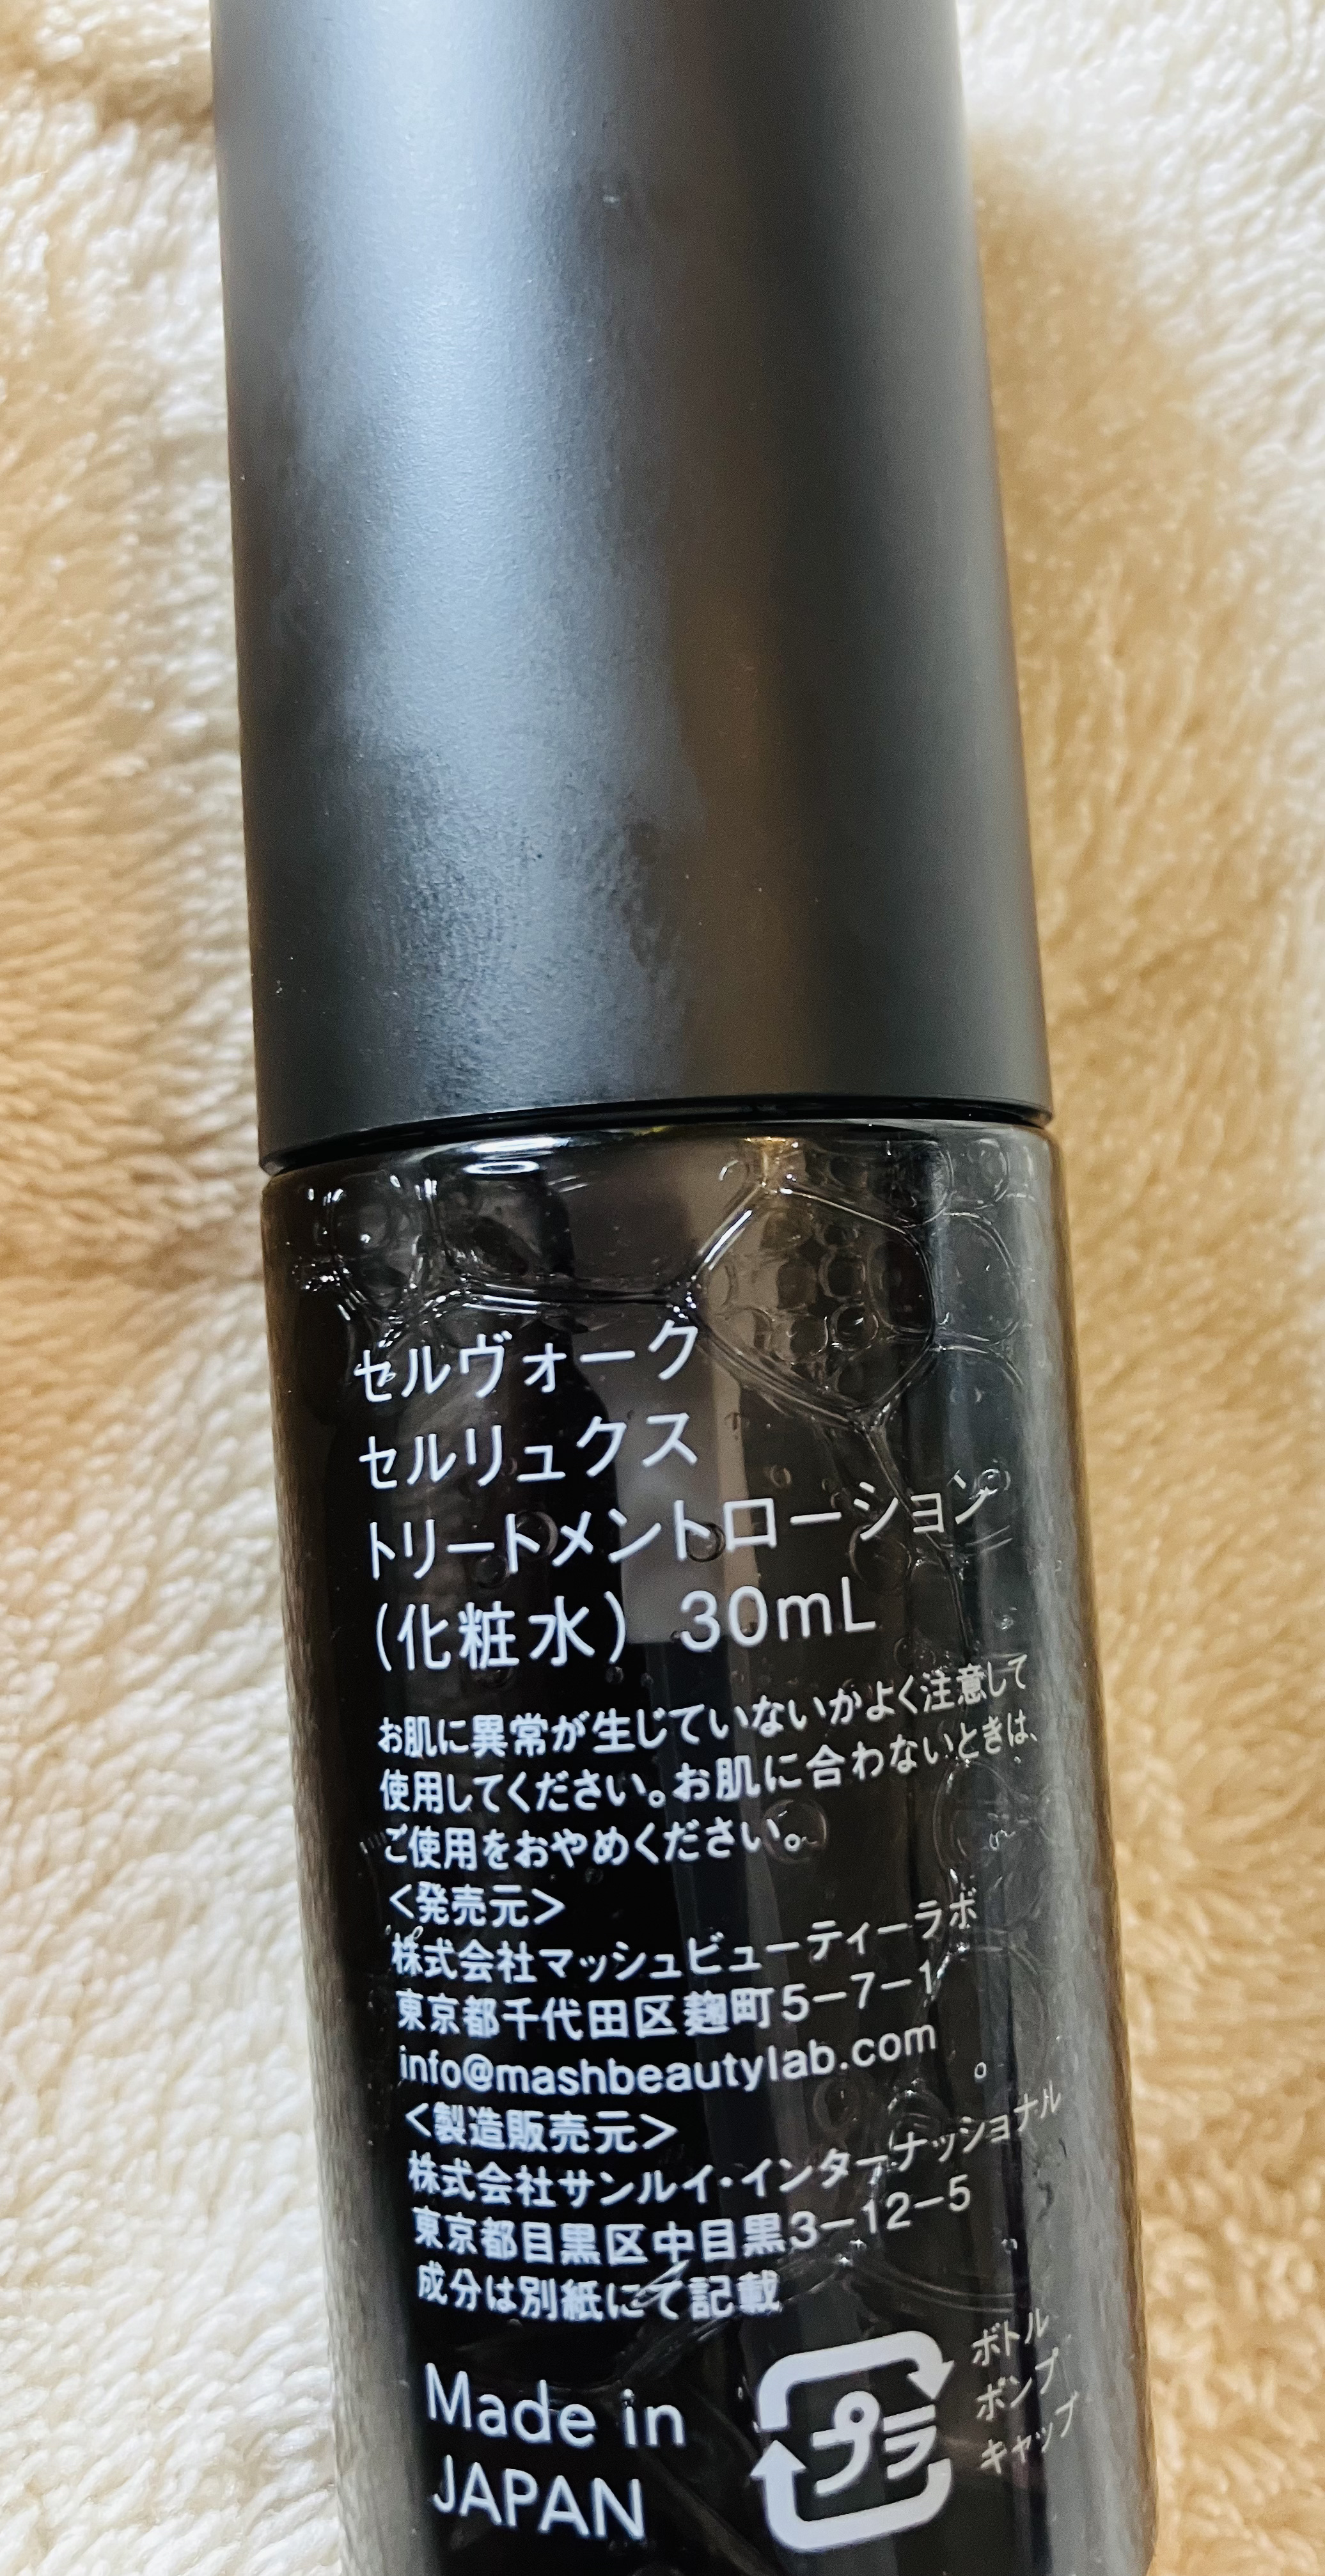 セルヴォーク
セルリュクス
トリートメントローション
(化粧水) 30mL
お肌に異常が生じていないかよく注意して
使用してください。お肌に合わないときは、
ご使用をおやめください。
<発売元>
株式会社マッシュビューティーラボ
東京都千代田区麹町5-7-1
info@mashbeautylab.com
<製造販売元>
株式会社サンルイ・インターナッショナル
東京都目黒区中目黒3-12-5
成分は別紙にて記載
Made in
JAPAN
プラ
ボトル
ポンプ
キャップ